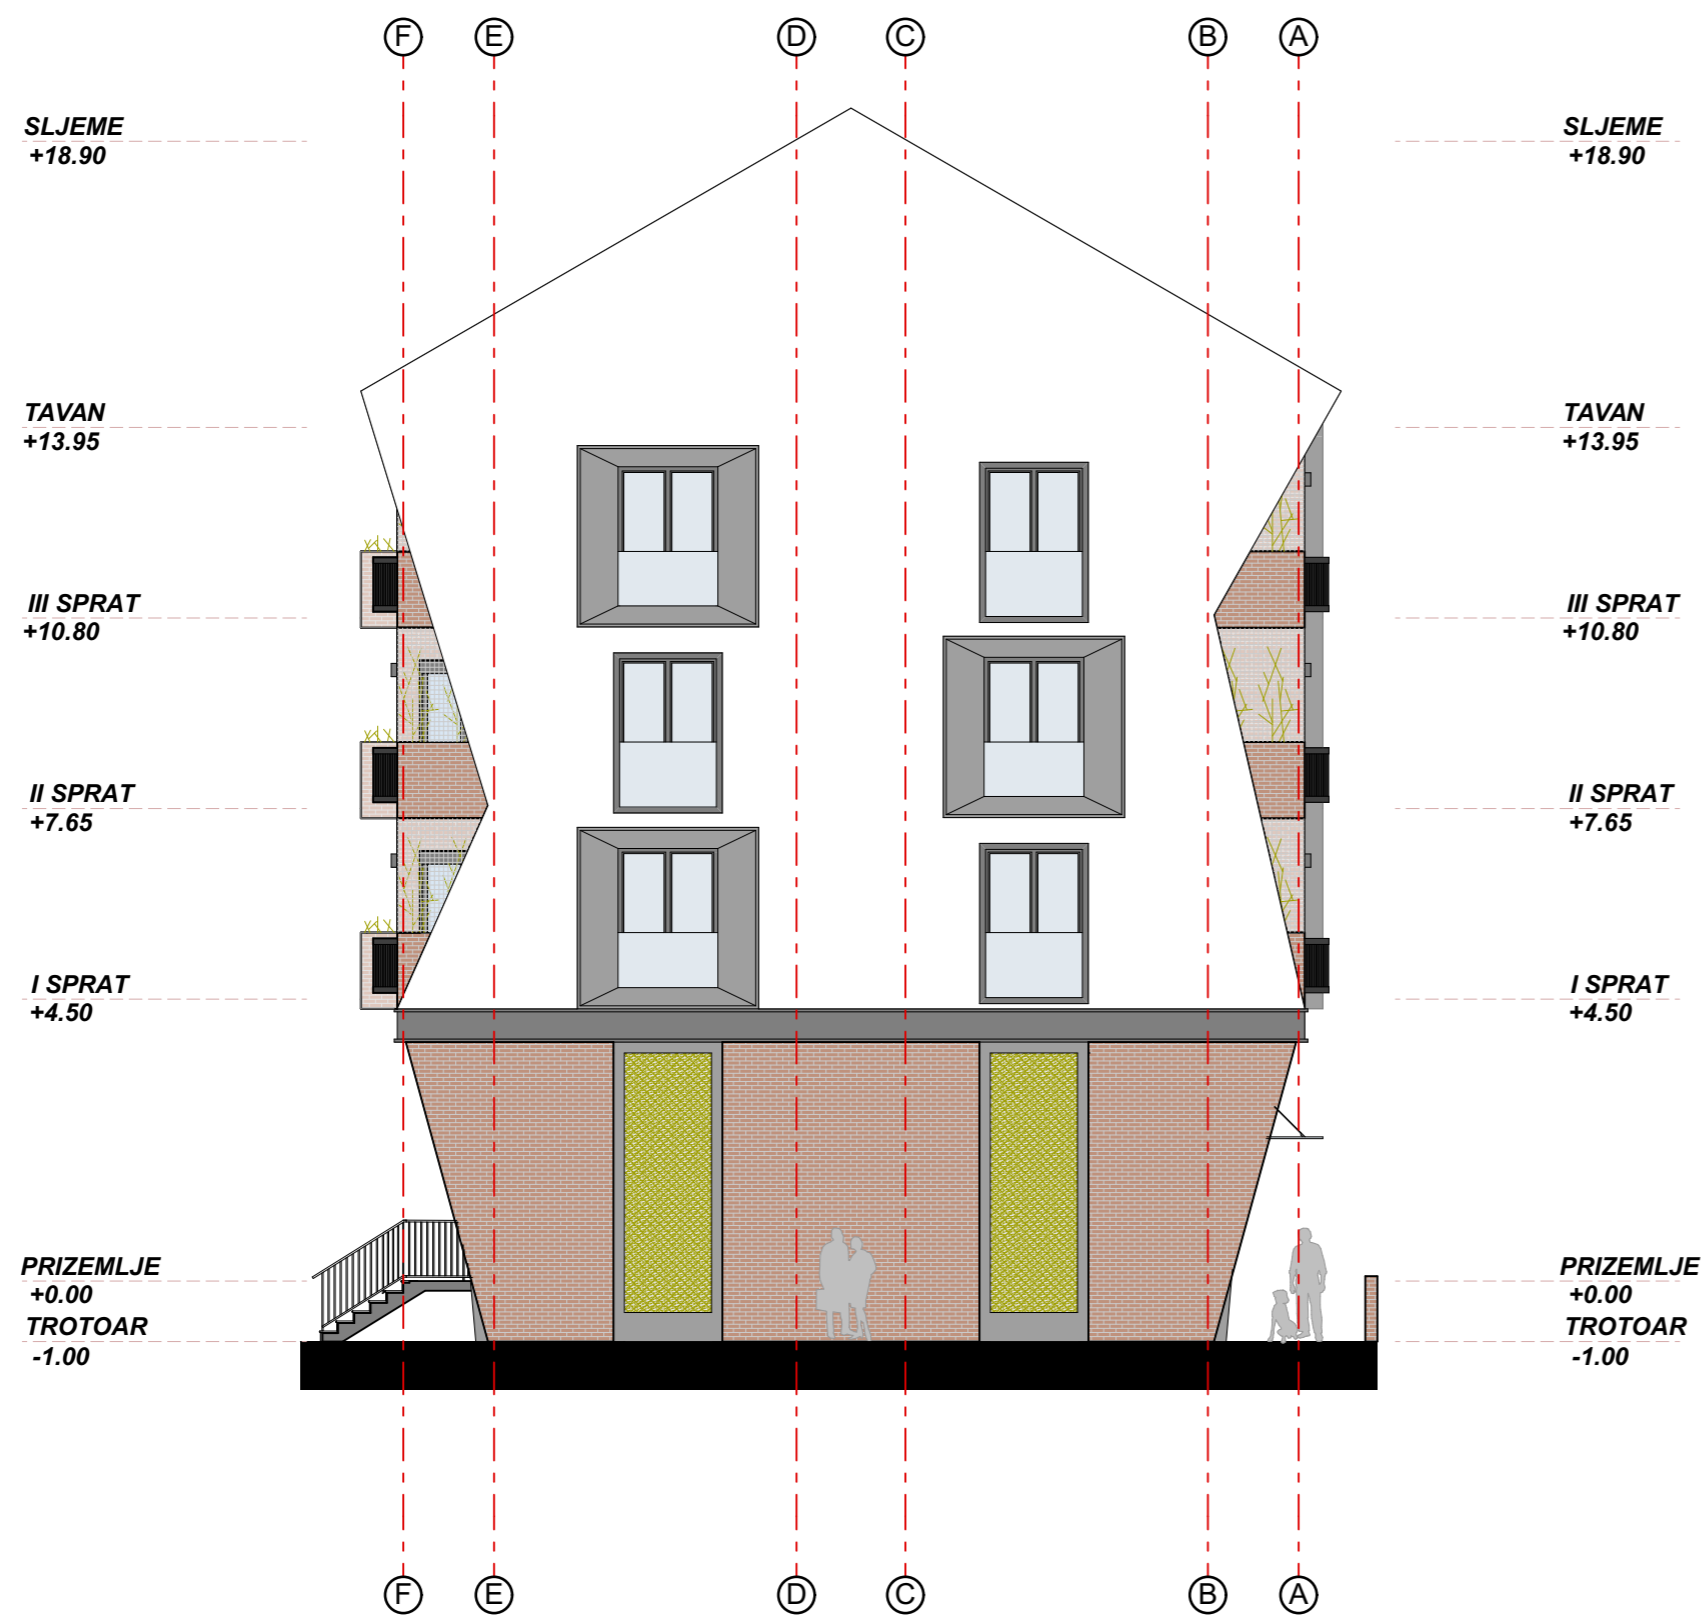 F E D C B A
SLJEME SLJEME
+18.90 +18.90
TAVAN TAVAN
+13.95 +13.95
III SPRAT III SPRAT
+10.80 +10.80
II SPRAT II SPRAT
+7.65 +7.65
I SPRAT I SPRAT
+4.50 +4.50
PRIZEMLJE PRIZEMLJE
+0.00 +0.00
TROTOAR TROTOAR
-1.00 -1.00
F E D C B A